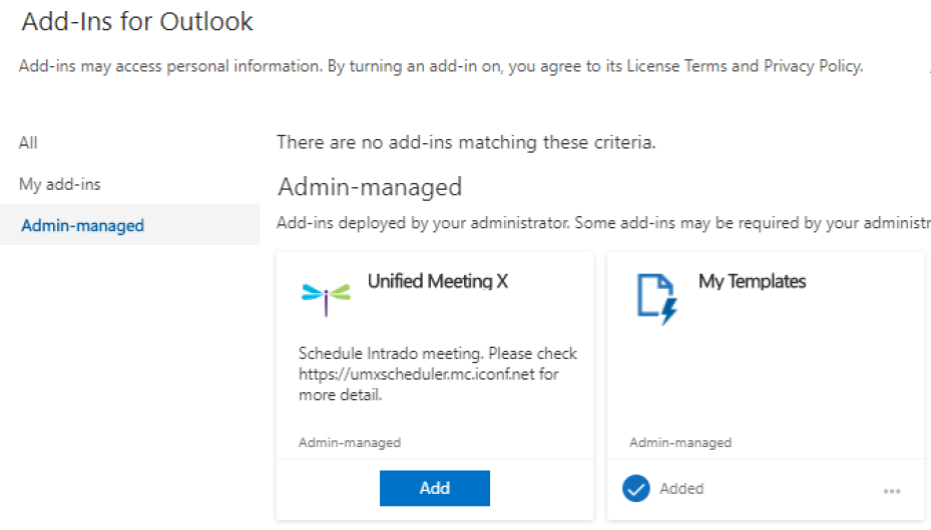 Add-Ins for Outlook
Add-ins may access personal information. By turning an add-in on, you agree to its License Terms and Privacy Policy.
All
My add-ins
Admin-managed
There are no add-ins matching these criteria.
Admin-managed
Add-ins deployed by your administrator. Some add-ins may be required by your administr
Unified Meeting X
Schedule Intrado meeting. Please check
https://umxscheduler.mc.iconf.net for
more detail.
Admin-managed
Add
My Templates
Admin-managed
Added